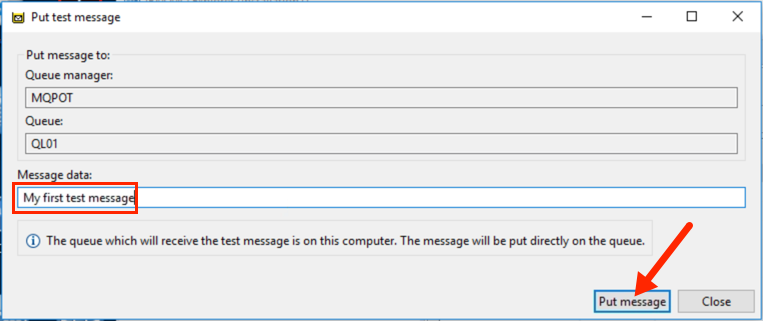 Put test message
Put message to:
Queue manager:
MQPOT
Queue:
QL01
Message data:
My first test message
The queue which will receive the test message is on this computer. The message will be put directly on the queue.
Put message
Close